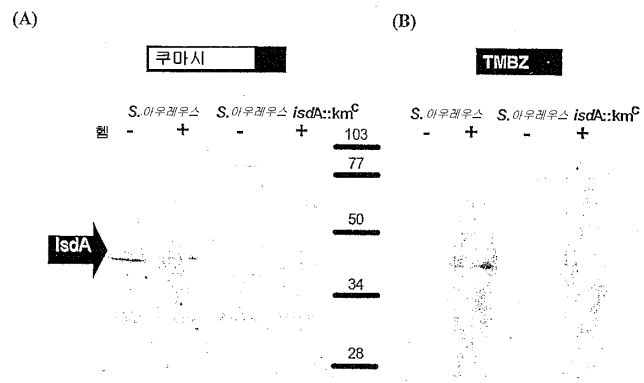 (A)
(B)
쿠마시
TMBZ
S. 아우레우스 S. 아우레우스 isdA::km^C
S. 아우레우스 S. 아우레우스 isdA::km^C
헴 - + - +
- + - +
103
77
50
IsdA
34
28